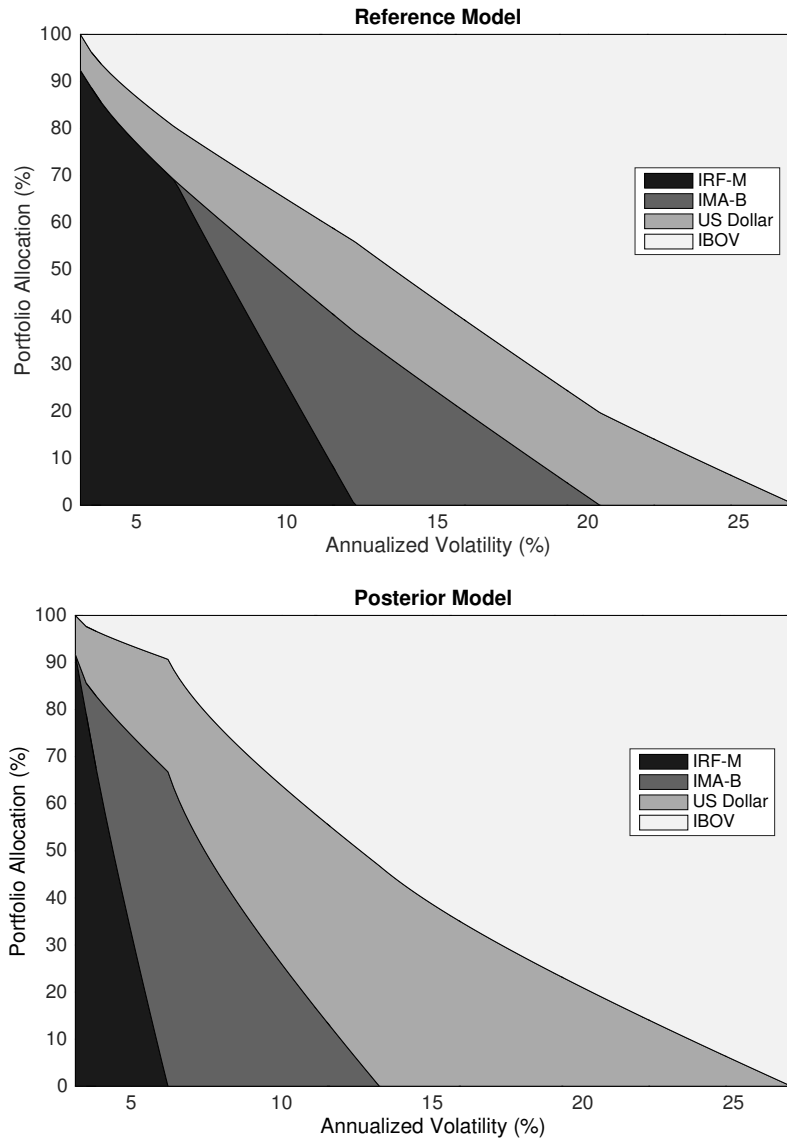 Reference Model
Portfolio Allocation (%)
100
90
80
70
60
50
40
30
20
10
0
IRF-M
IMA-B
US Dollar
IBOV
5 10 15 20 25
Annualized Volatility (%)
Posterior Model
Portfolio Allocation (%)
100
90
80
70
60
50
40
30
20
10
0
IRF-M
IMA-B
US Dollar
IBOV
5 10 15 20 25
Annualized Volatility (%)